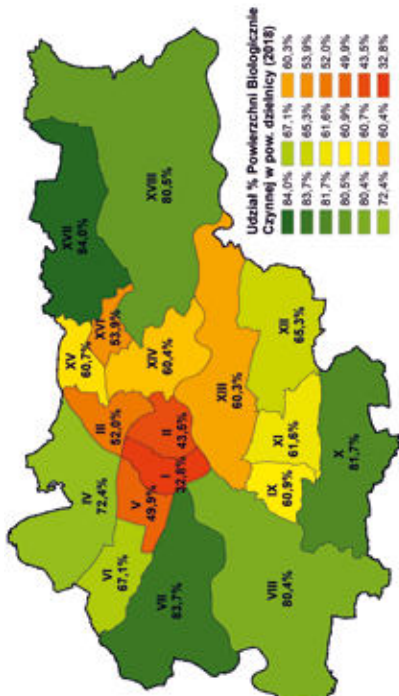 XVII
84,0%
XVIII
80,5%
XV
60,7%
XVI
53,9%
XIV
60,4%
III
52,0%
II
43,5%
I
32,8%
IV
72,4%
V
49,9%
VI
67,1%
VII
83,7%
VIII
80,4%
XIII
60,3%
XII
65,3%
XI
61,6%
IX
60,9%
X
81,7%
Udział % Powierzchni Biologicznie
Czynnej w pow. dzielnicy (2018)
84,0% 67,1% 60,3%
83,7% 65,3% 53,9%
81,7% 61,6% 52,0%
80,5% 60,9% 49,9%
80,4% 60,7% 43,5%
72,4% 60,4% 32,8%